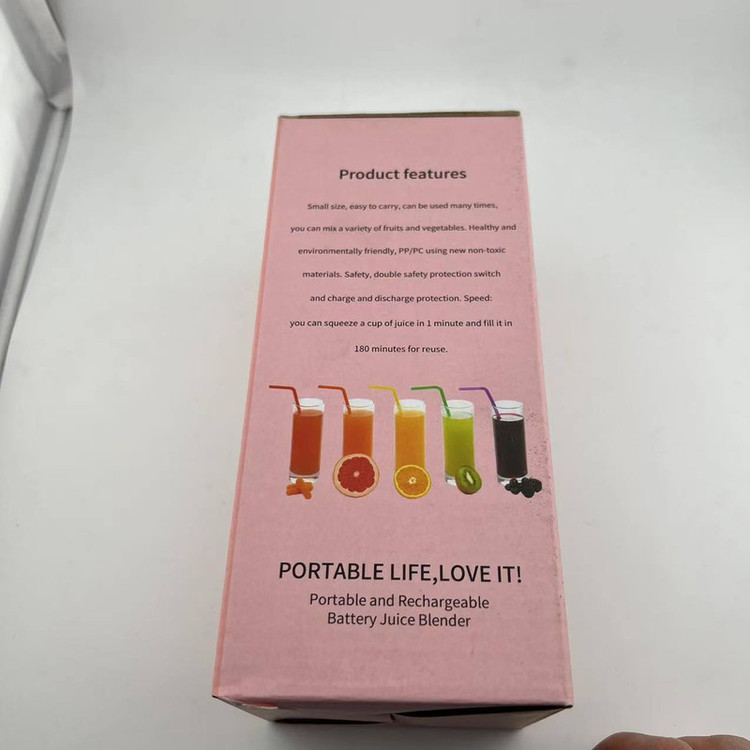 Product features
Small size, easy to carry, can be used many times,
you can mix a variety of fruits and vegetables. Healthy and
environmentally friendly, PP/PC using new non-toxic
materials. Safety, double safety protection switch
and charge and discharge protection. Speed:
you can squeeze a cup of juice in 1 minute and fill it in
180 minutes for reuse.
PORTABLE LIFE,LOVE IT!
Portable and Rechargeable
Battery Juice Blender